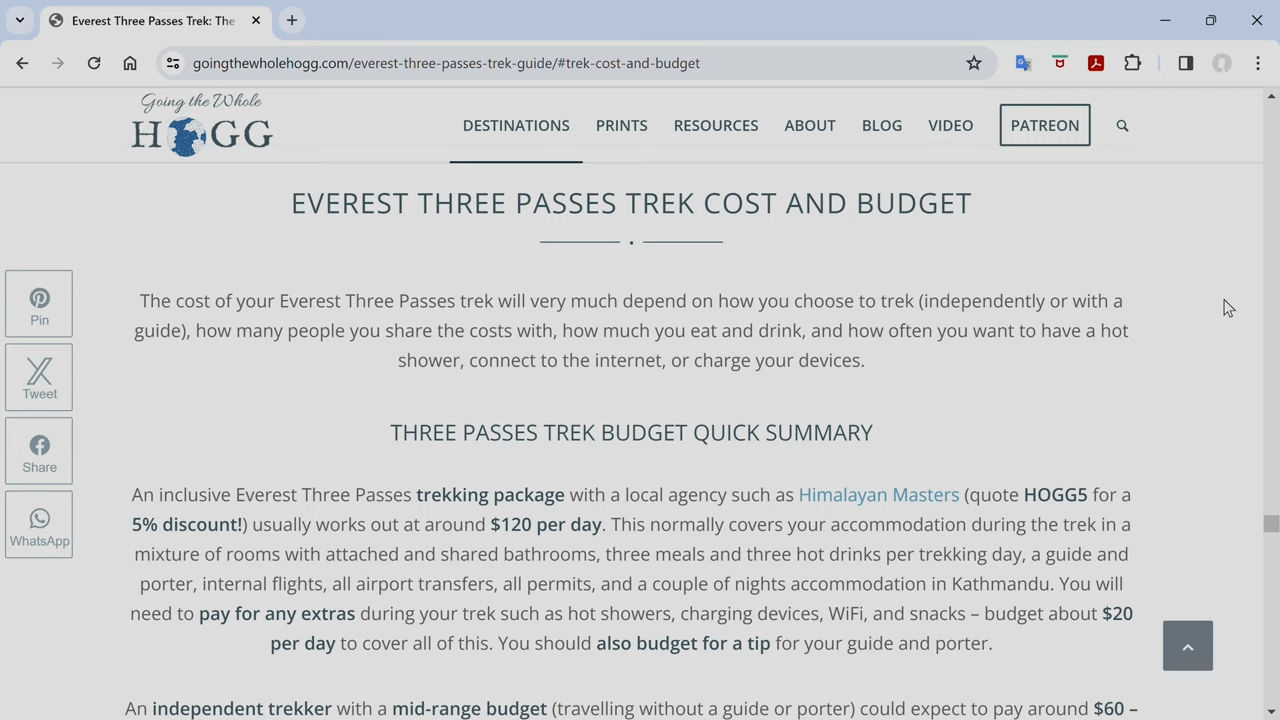 Everest Three Passes Trek: The
goingthewholehogg.com/everest-three-passes-trek-guide/#trek-cost-and-budget
Going the Whole
HOGG
DESTINATIONS PRINTS RESOURCES ABOUT BLOG VIDEO PATREON
EVEREST THREE PASSES TREK COST AND BUDGET
Pin
Tweet
Share
WhatsApp
The cost of your Everest Three Passes trek will very much depend on how you choose to trek (independently or with a
guide), how many people you share the costs with, how much you eat and drink, and how often you want to have a hot
shower, connect to the internet, or charge your devices.
THREE PASSES TREK BUDGET QUICK SUMMARY
An inclusive Everest Three Passes trekking package with a local agency such as Himalayan Masters (quote HOGG5 for a
5% discount!) usually works out at around $120 per day. This normally covers your accommodation during the trek in a
mixture of rooms with attached and shared bathrooms, three meals and three hot drinks per trekking day, a guide and
porter, internal flights, all airport transfers, all permits, and a couple of nights accommodation in Kathmandu. You will
need to pay for any extras during your trek such as hot showers, charging devices, WiFi, and snacks – budget about $20
per day to cover all of this. You should also budget for a tip for your guide and porter.
An independent trekker with a mid-range budget (travelling without a guide or porter) could expect to pay around $60 –